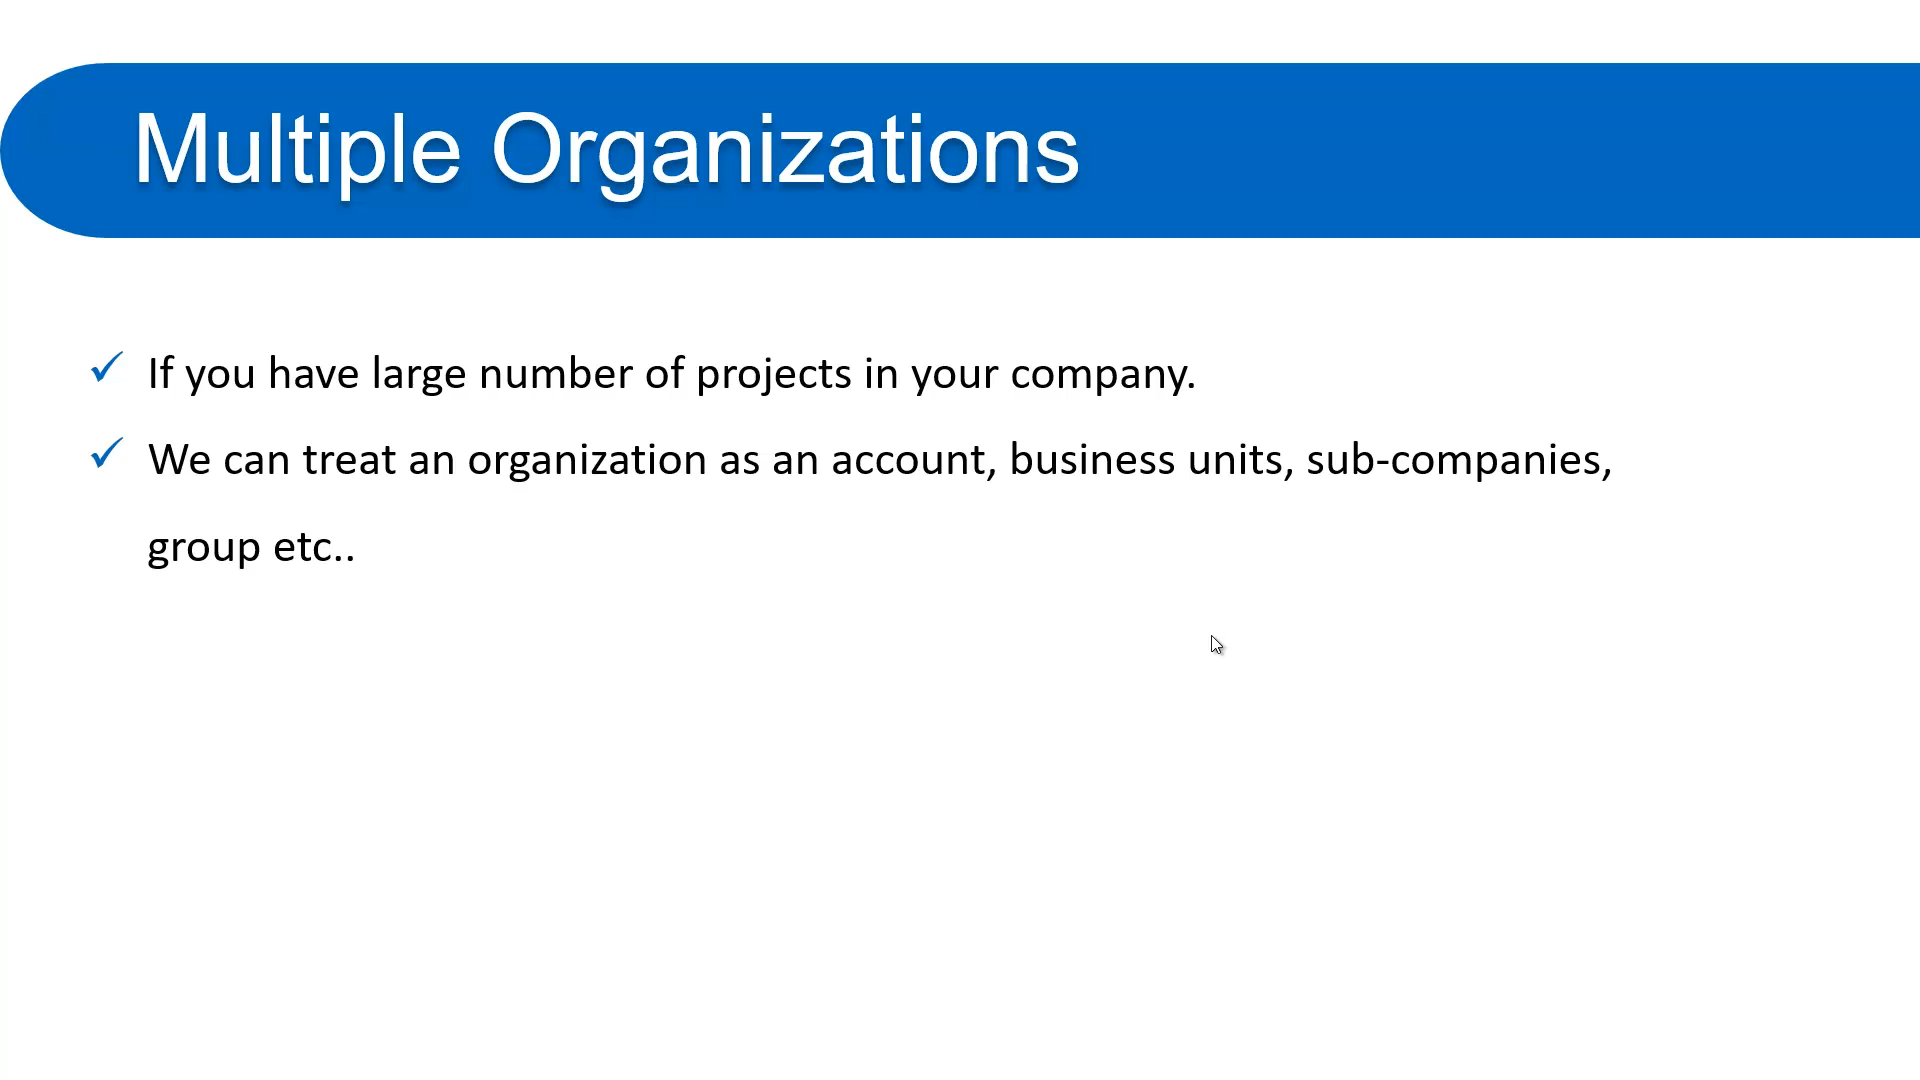 Multiple Organizations
If you have large number of projects in your company.
We can treat an organization as an account, business units, sub-companies,
group etc..